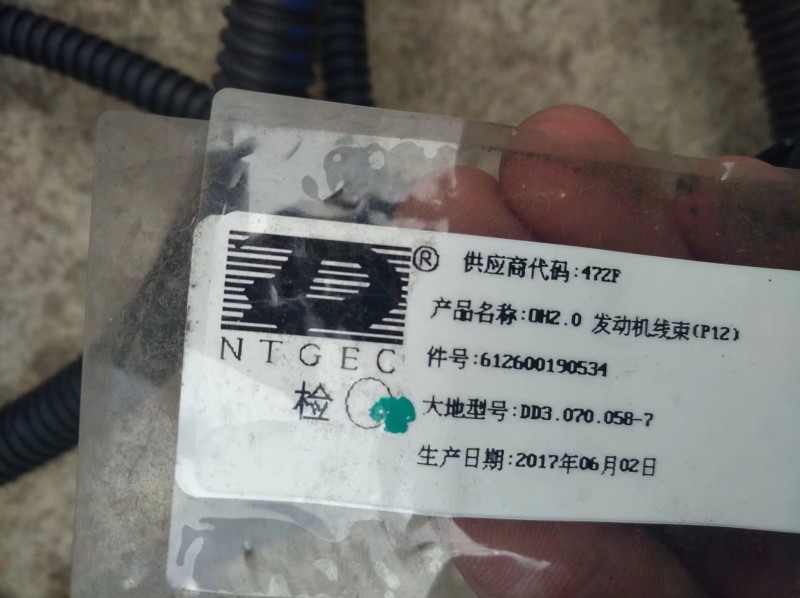 ®
NTGEC
检
供应商代码:472F
产品名称:OH2.0 发动机线束(P12)
件号:612600190534
大地型号:DD3.070.058-7
生产日期:2017年06月02日